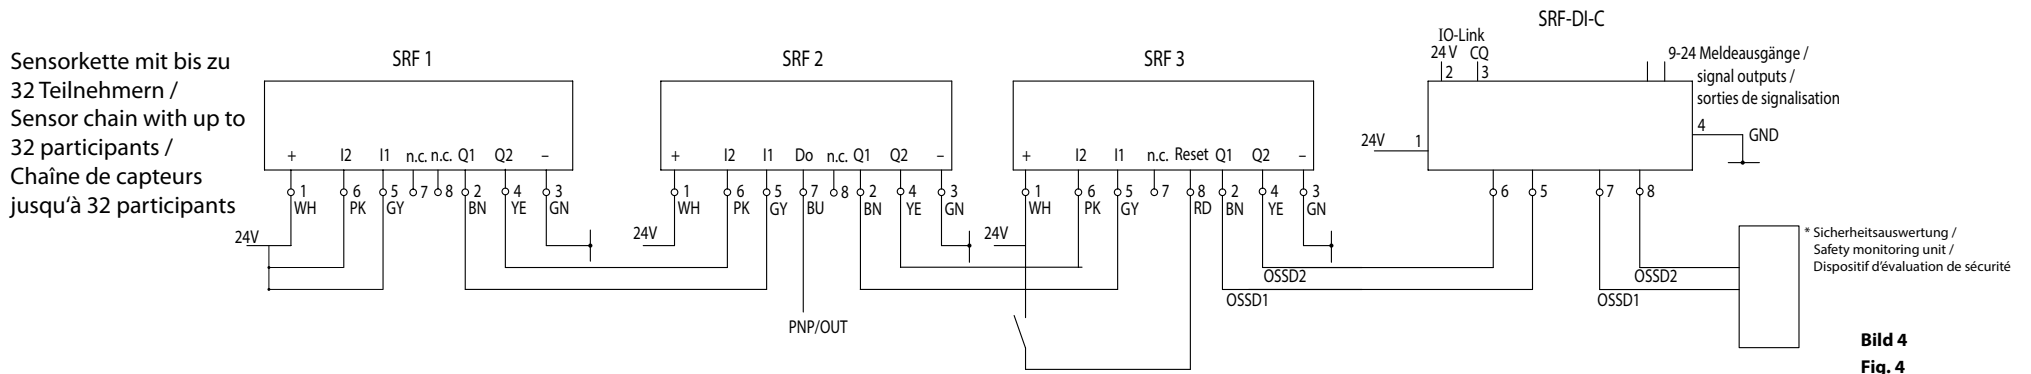 Sensorkette mit bis zu
32 Teilnehmern /
Sensor chain with up to
32 participants /
Chaîne de capteurs
jusqu‘à 32 participants
SRF 1
+ I2 I1 n.c. n.c. Q1 Q2 –
1 6 5 7 8 2 4 3
WH PK GY BN YE GN
24V
SRF 2
+ I2 I1 Do n.c. Q1 Q2 –
1 6 5 7 8 2 4 3
WH PK GY BU BN YE GN
24V
PNP/OUT
SRF 3
+ I2 I1 n.c. Reset Q1 Q2 –
1 6 5 7 8 2 4 3
WH PK GY RD BN YE GN
24V
OSSD2
OSSD1
SRF-DI-C
IO-Link
24 V CQ
2 3
9-24 Meldeausgänge /
signal outputs /
sorties de signalisation
24V 1
4 GND
6 5 7 8
OSSD2
OSSD1
* Sicherheitsauswertung /
Safety monitoring unit /
Dispositif d’évaluation de sécurité
Bild 4
Fig. 4